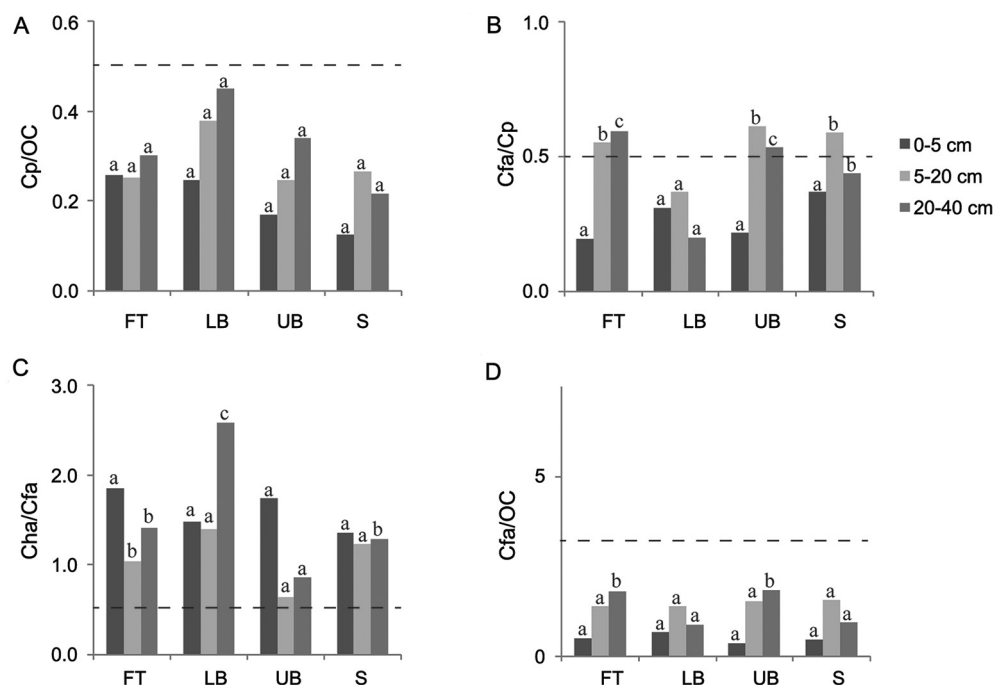 A
Cp/OC
0.6
0.4
0.2
0.0
a a a
a a a
a a a
a a a
FT LB UB S
B
Cfa/Cp
1.0
0.5
0.0
a b c
a a a
a b c
a b b
FT LB UB S
0-5 cm
5-20 cm
20-40 cm
C
Cha/Cfa
3.0
2.0
1.0
0.0
a b b
a a c
a a a
a a b
FT LB UB S
D
Cfa/OC
5
0
a a b
a a a
a a b
a a a
FT LB UB S